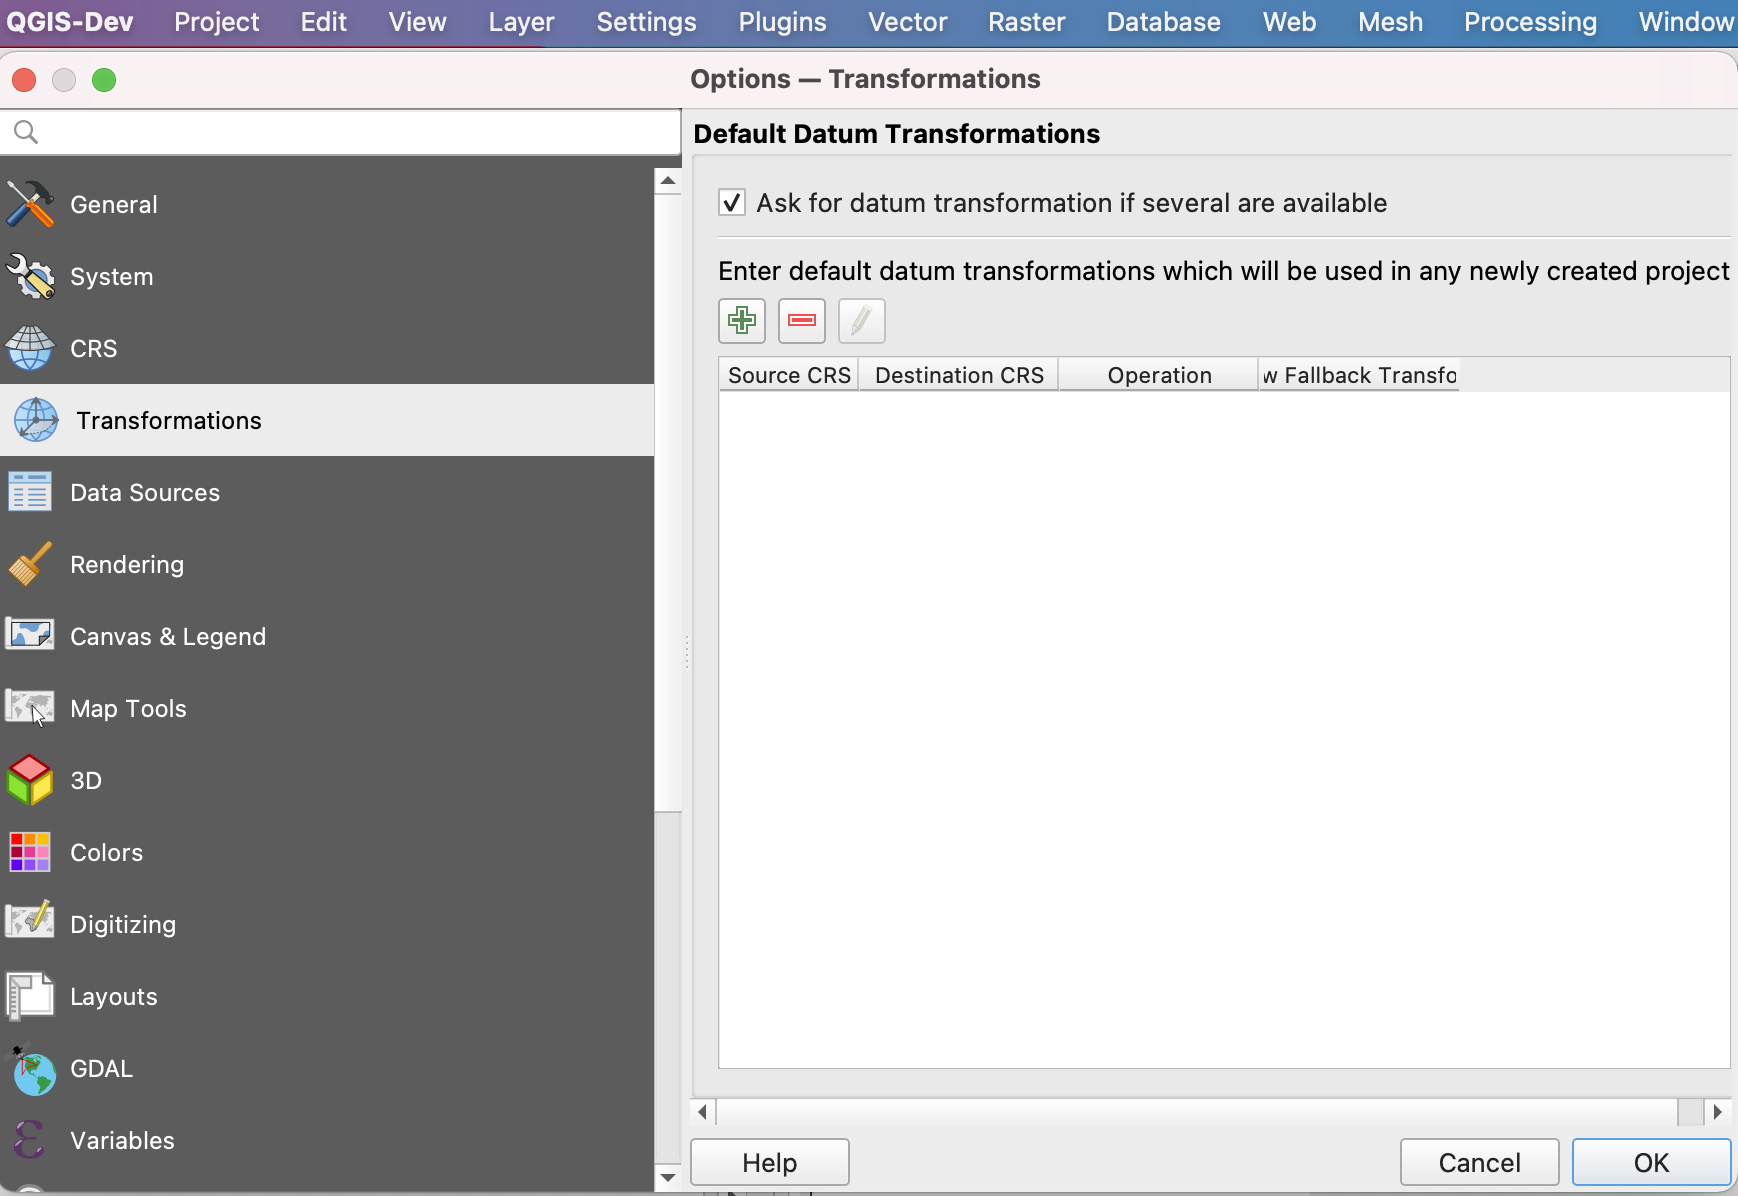 QGIS-Dev Project Edit View Layer Settings Plugins Vector Raster Database Web Mesh Processing Window
Options — Transformations
Default Datum Transformations
Ask for datum transformation if several are available
Enter default datum transformations which will be used in any newly created project
Source CRS Destination CRS Operation w Fallback Transfo
General
System
CRS
Transformations
Data Sources
Rendering
Canvas & Legend
Map Tools
3D
Colors
Digitizing
Layouts
GDAL
Variables
Help Cancel OK